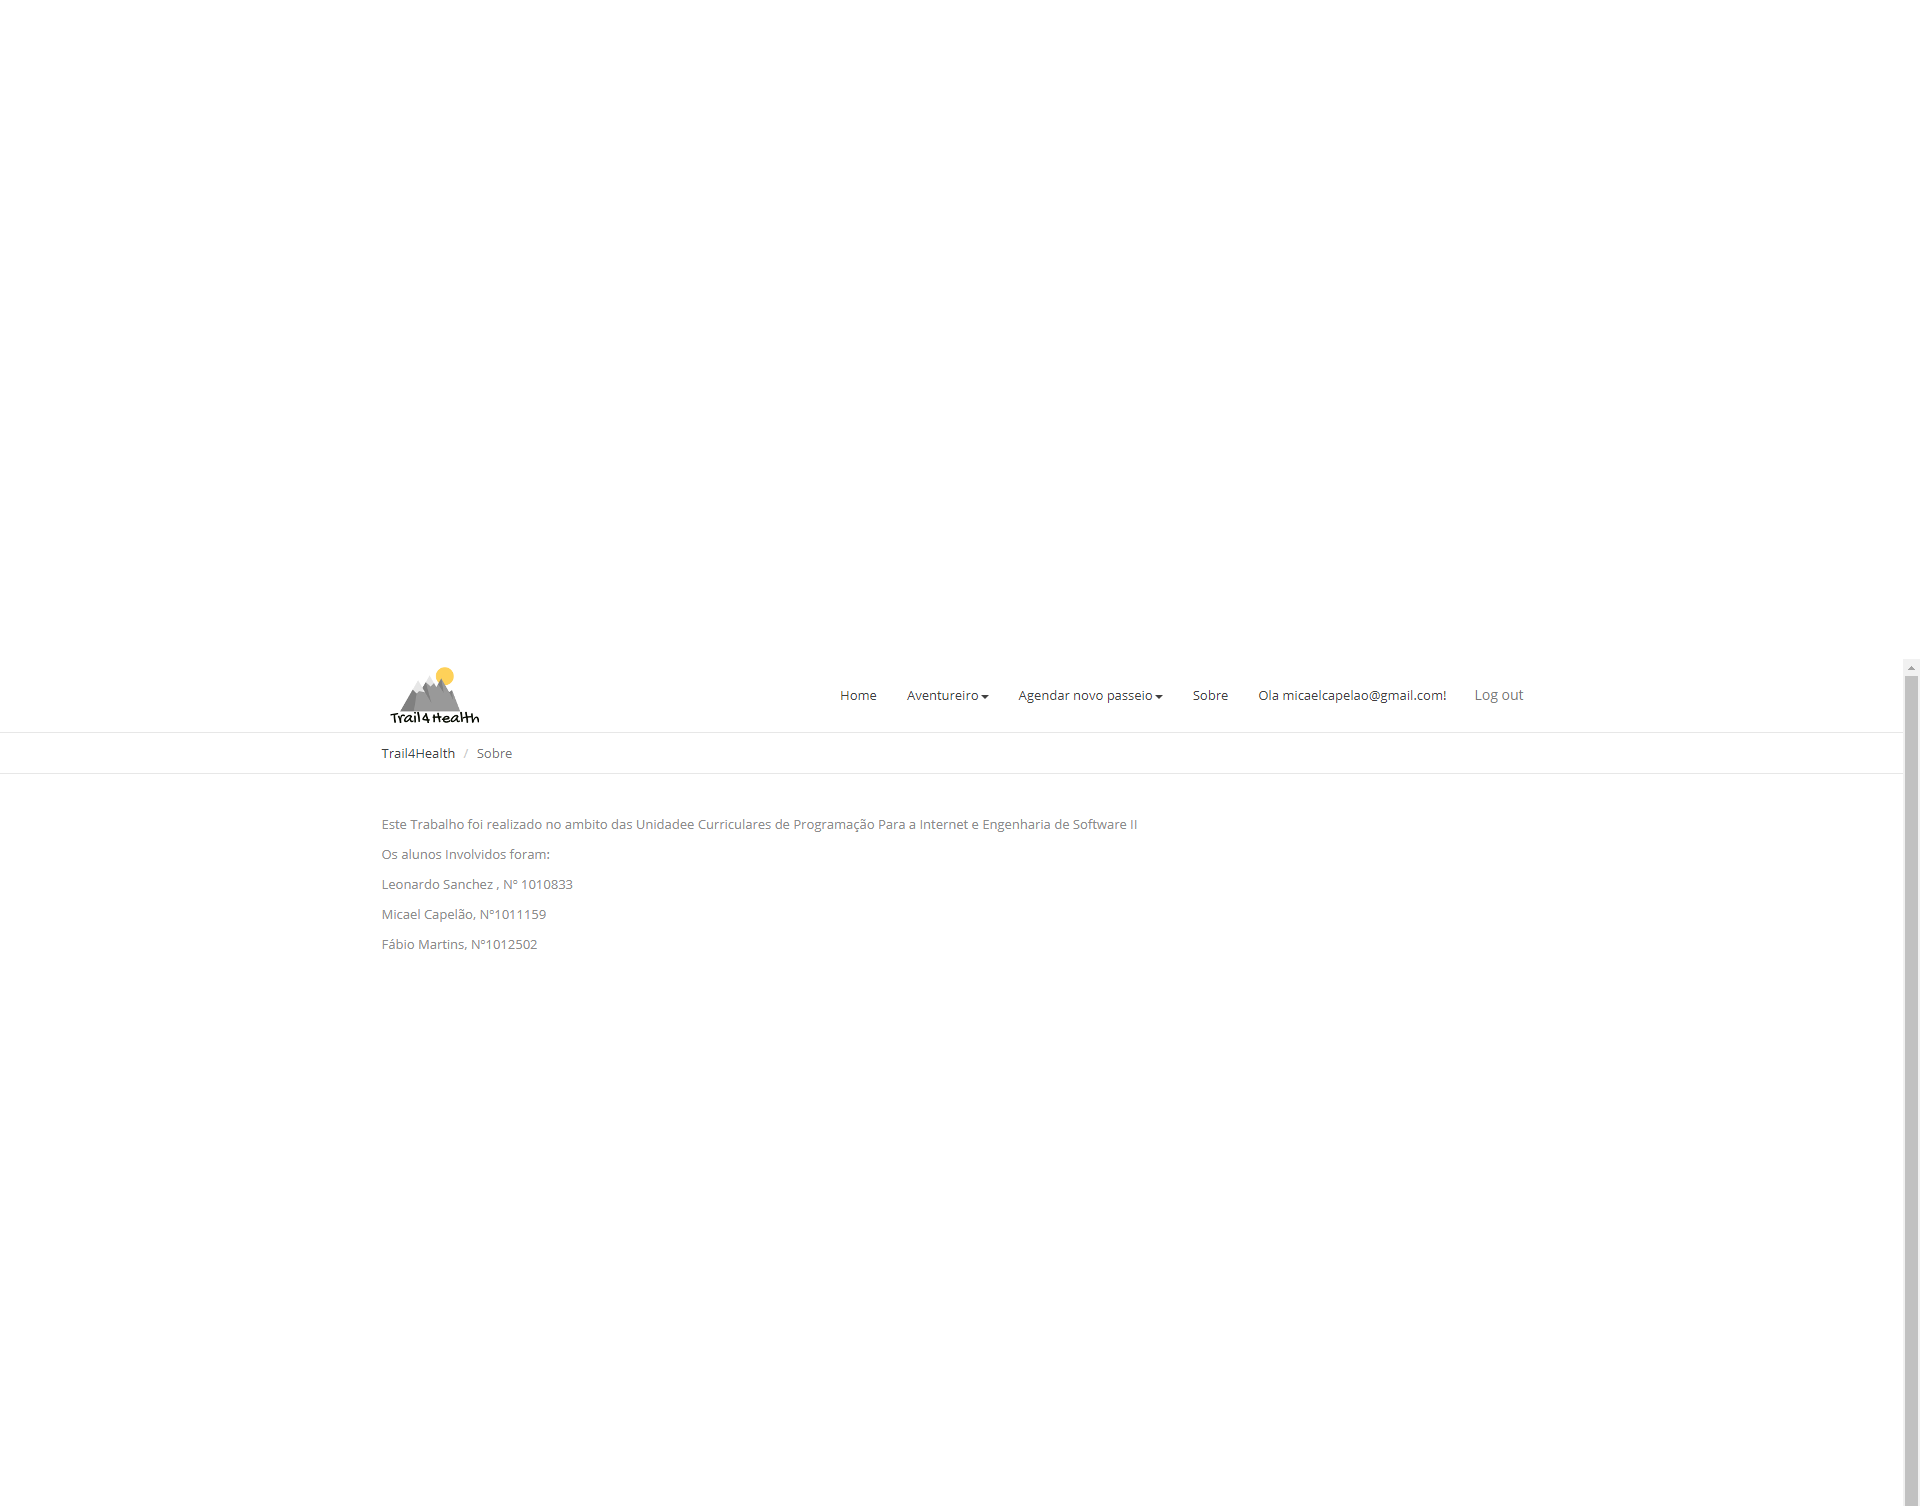 Trail4Health
Home Aventureiro Agendar novo passeio Sobre Ola micaelcapelao@gmail.com! Log out
Trail4Health / Sobre
Este Trabalho foi realizado no ambito das Unidadee Curriculares de Programação Para a Internet e Engenharia de Software II
Os alunos Involvidos foram:
Leonardo Sanchez , Nº 1010833
Micael Capelão, Nº1011159
Fábio Martins, Nº1012502